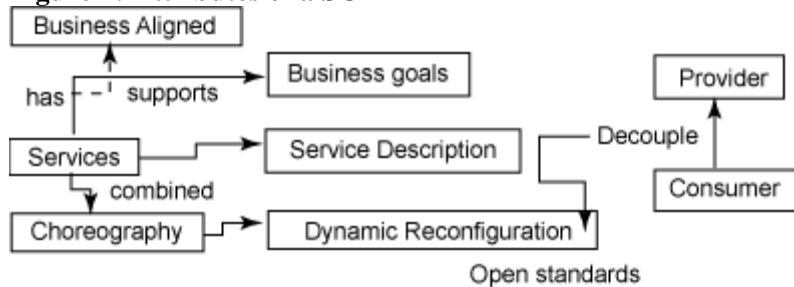 Business Aligned
Business goals
Provider
has
supports
Decouple
Services
Service Description
combined
Consumer
Choreography
Dynamic Reconfiguration
Open standards